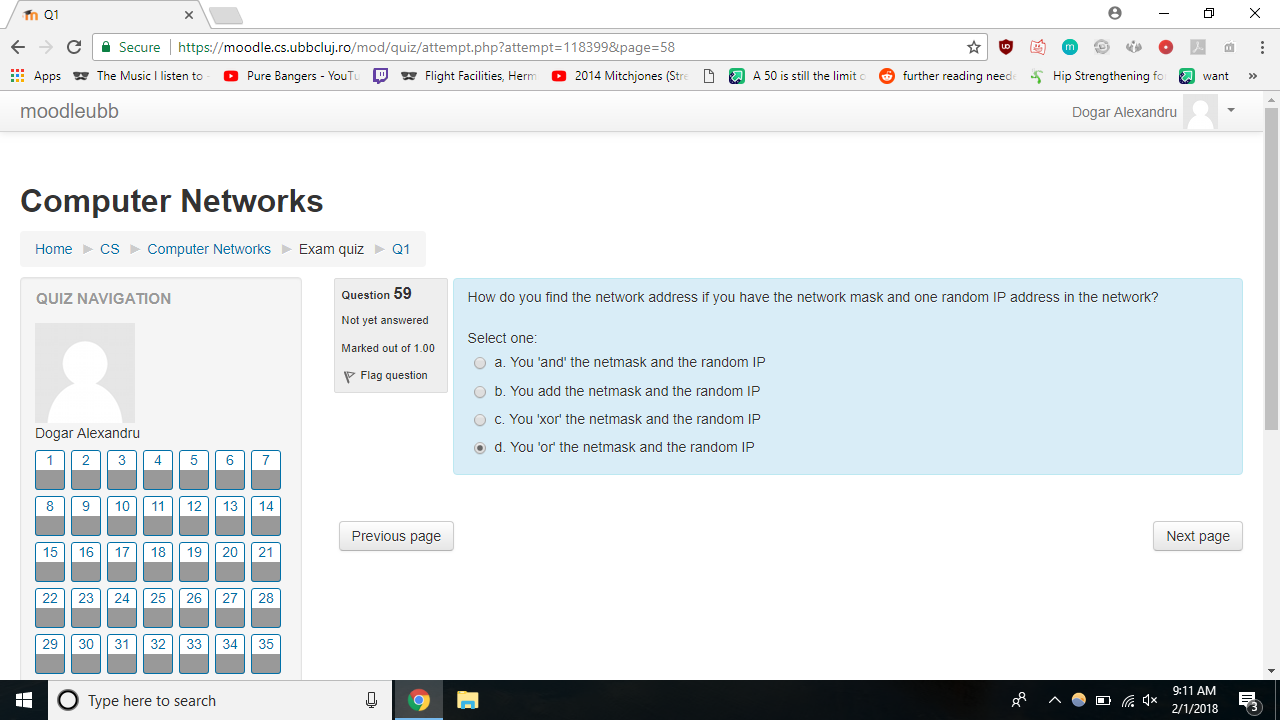 Q1
Secure
https://moodle.cs.ubbcluj.ro/mod/quiz/attempt.php?attempt=118399&page=58
Apps
The Music I listen to -
Pure Bangers - YouTu
Flight Facilities, Herm
2014 Mitchjones (Stre
A 50 is still the limit o
further reading neede
Hip Strengthening fo
want
»
moodleubb
Dogar Alexandru
Computer Networks
Home ► CS ► Computer Networks ► Exam quiz ► Q1
QUIZ NAVIGATION
Dogar Alexandru
1 2 3 4 5 6 7
8 9 10 11 12 13 14
15 16 17 18 19 20 21
22 23 24 25 26 27 28
29 30 31 32 33 34 35
Question 59
Not yet answered
Marked out of 1.00
Flag question
How do you find the network address if you have the network mask and one random IP address in the network?
Select one:
a. You 'and' the netmask and the random IP
b. You add the netmask and the random IP
c. You 'xor' the netmask and the random IP
d. You 'or' the netmask and the random IP
Previous page
Next page
Type here to search
9:11 AM
2/1/2018
3